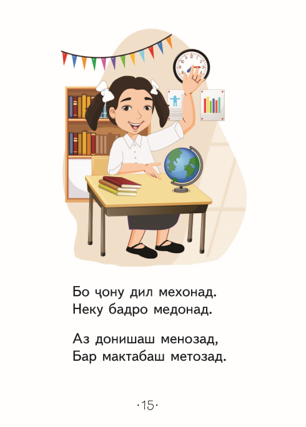 Бо ҷону дил мехонад.
Неку бадро медонад.
Аз донишаш менозад,
Бар мактабаш метозад.
·15·